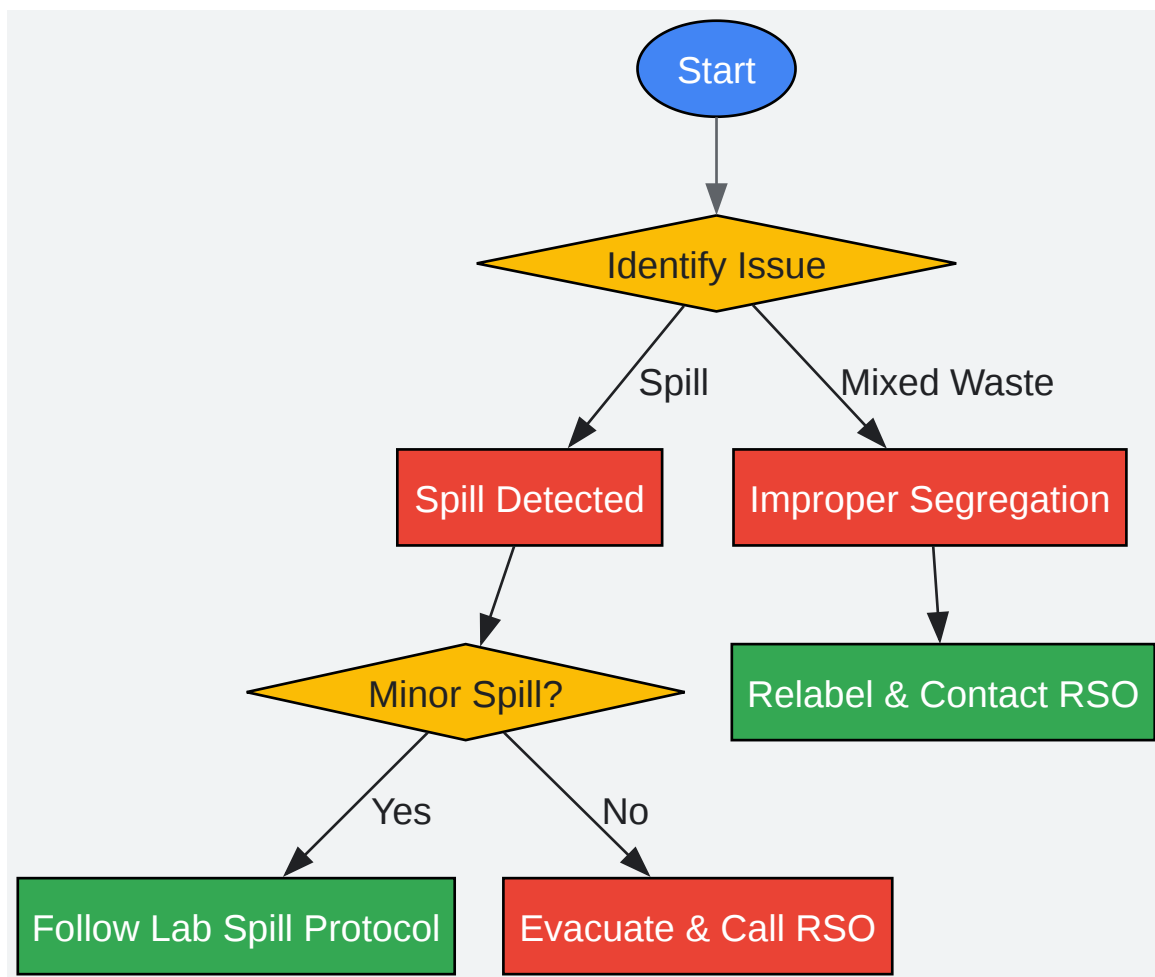 Start
Identify Issue
Spill
Mixed Waste
Spill Detected
Improper Segregation
Minor Spill?
Relabel & Contact RSO
Yes
No
Follow Lab Spill Protocol
Evacuate & Call RSO